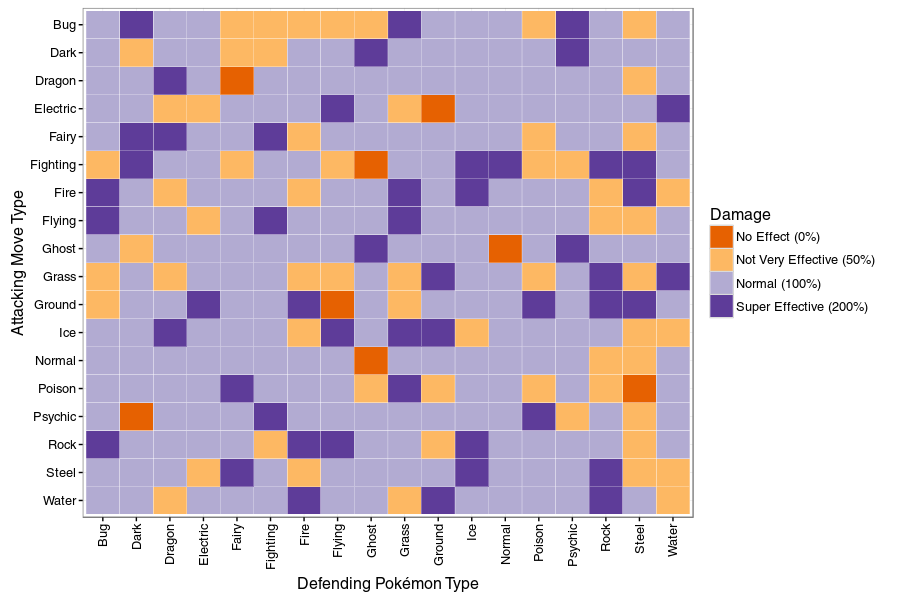 Bug
Dark
Dragon
Electric
Fairy
Fighting
Fire
Flying
Ghost
Grass
Ground
Ice
Normal
Poison
Psychic
Rock
Steel
Water
Attacking Move Type
Bug
Dark
Dragon
Electric
Fairy
Fighting
Fire
Flying
Ghost
Grass
Ground
Ice
Normal
Poison
Psychic
Rock
Steel
Water
Defending Pokémon Type
Damage
No Effect (0%)
Not Very Effective (50%)
Normal (100%)
Super Effective (200%)